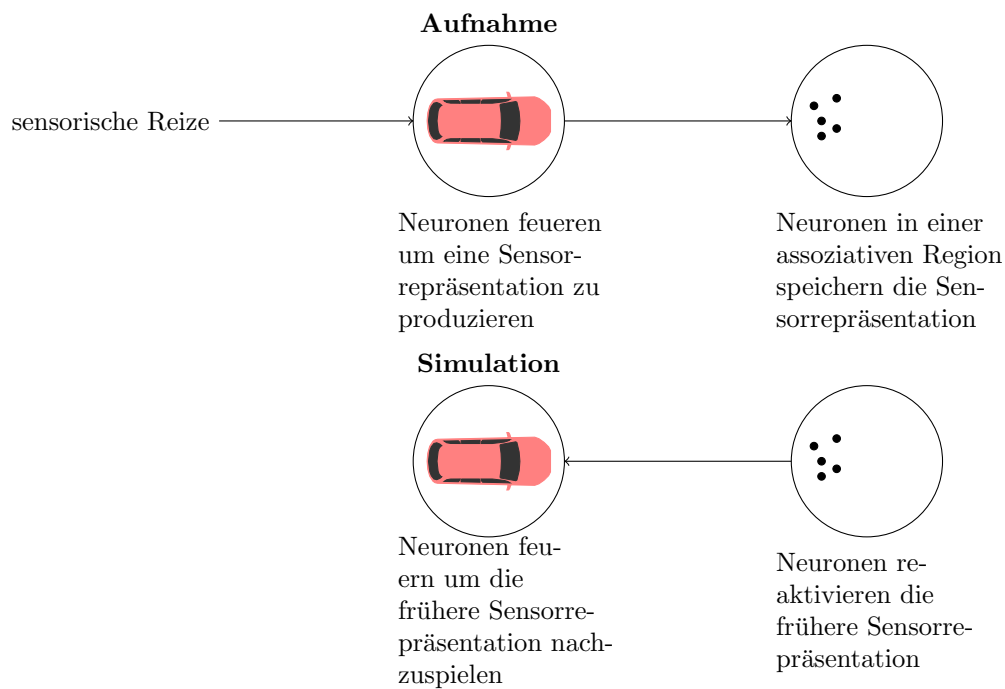 Aufnahme
sensorische Reize
Neuronen feueren
um eine Sensor-
repräsentation zu
produzieren
Neuronen in einer
assoziativen Region
speichern die Sen-
sorrepräsentation
Simulation
Neuronen feu-
ern um die
frühere Sensorre-
präsentation nach-
zuspielen
Neuronen re-
aktivieren die
frühere Sensorre-
präsentation